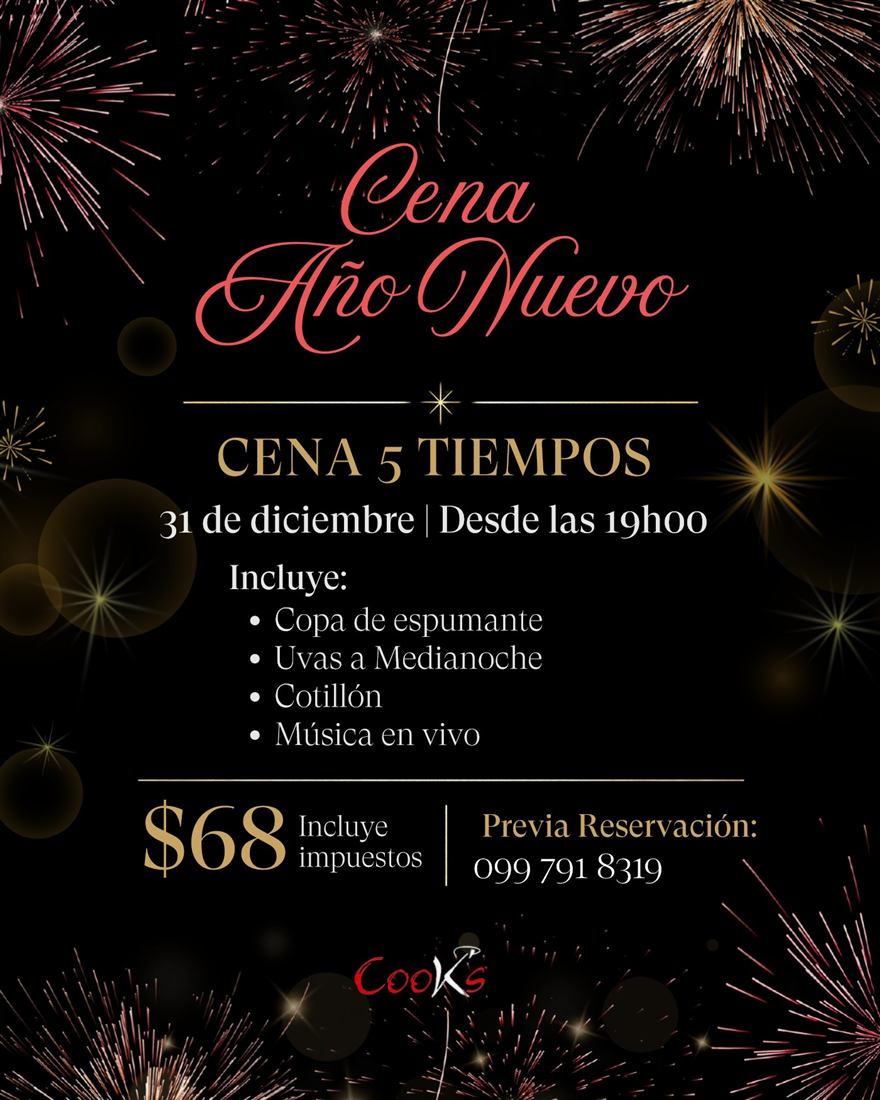 Cena
Año Nuevo
CENA 5 TIEMPOS
31 de diciembre | Desde las 19h00
Incluye:
• Copa de espumante
• Uvas a Medianoche
• Cotillón
• Música en vivo
$68 Incluye
impuestos
Previa Reservación:
099 791 8319
CooK's